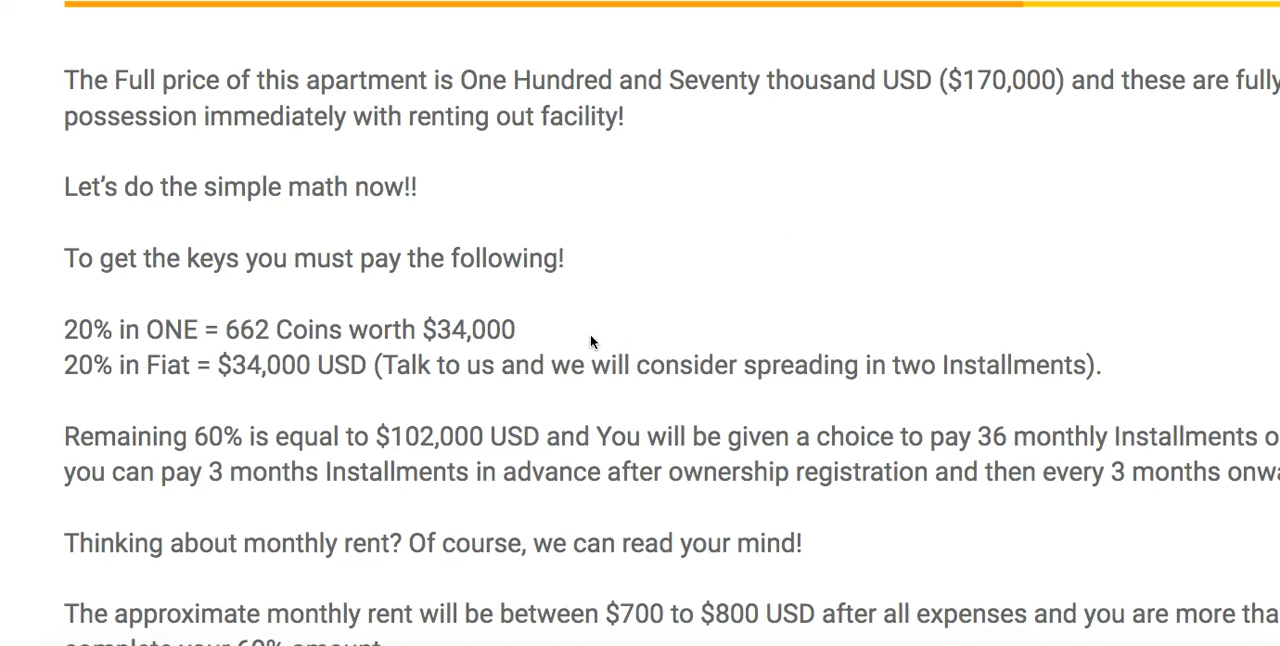 The Full price of this apartment is One Hundred and Seventy thousand USD ($170,000) and these are fully
possession immediately with renting out facility!
Let’s do the simple math now!!
To get the keys you must pay the following!
20% in ONE = 662 Coins worth $34,000
20% in Fiat = $34,000 USD (Talk to us and we will consider spreading in two Installments).
Remaining 60% is equal to $102,000 USD and You will be given a choice to pay 36 monthly Installments
you can pay 3 months Installments in advance after ownership registration and then every 3 months
Thinking about monthly rent? Of course, we can read your mind!
The approximate monthly rent will be between $700 to $800 USD after all expenses and you are more
complete your 60% amount